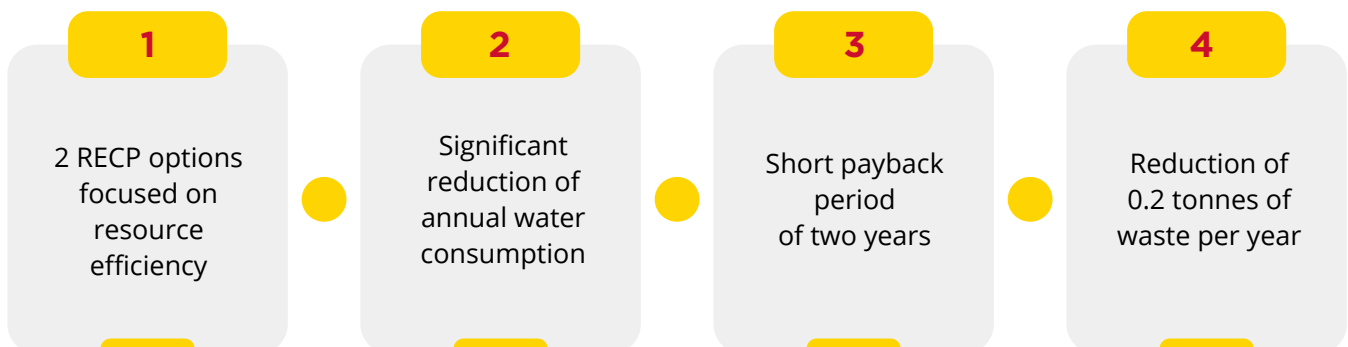 1
2 RECP options
focused on
resource
efficiency
2
Significant
reduction of
annual water
consumption
3
Short payback
period
of two years
4
Reduction of
0.2 tonnes of
waste per year